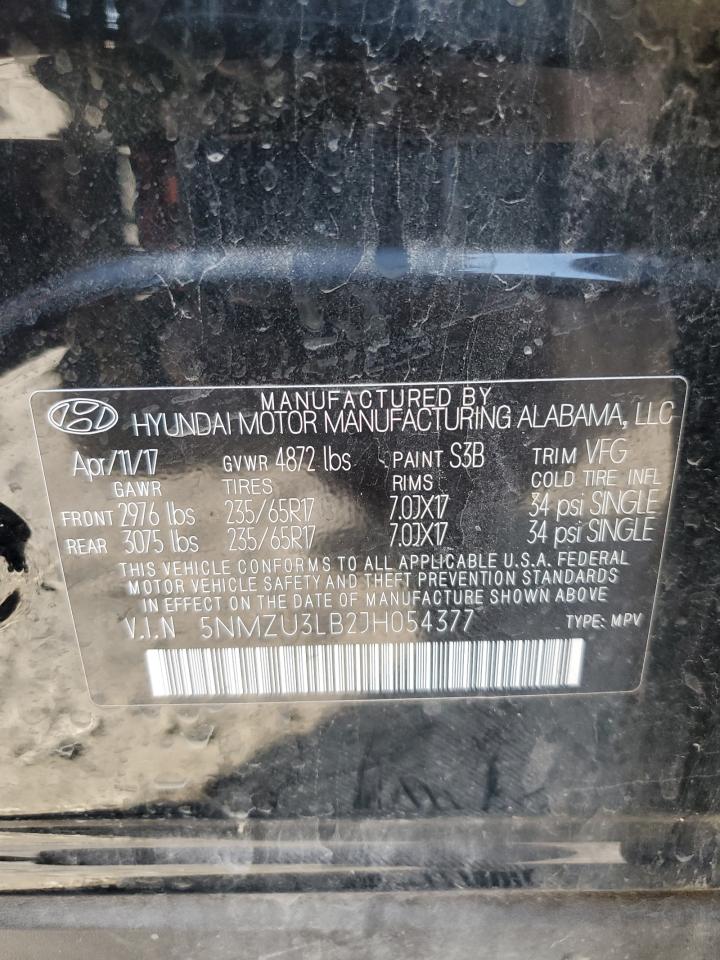 MANUFACTURED BY
HYUNDAI MOTOR MANUFACTURING ALABAMA, LLC
Apr/11/17 GVWR 4872 lbs PAINT S3B TRIM VFG
GAWR TIRES RIMS COLD TIRE INFL
FRONT 2976 lbs 235/65R17 7.0JX17 34 psi SINGLE
REAR 3075 lbs 235/65R17 7.0JX17 34 psi SINGLE
THIS VEHICLE CONFORMS TO ALL APPLICABLE U.S.A. FEDERAL
MOTOR VEHICLE SAFETY AND THEFT PREVENTION STANDARDS
IN EFFECT ON THE DATE OF MANUFACTURE SHOWN ABOVE
V.I.N 5NMZU3LB2JH054377 TYPE: MPV